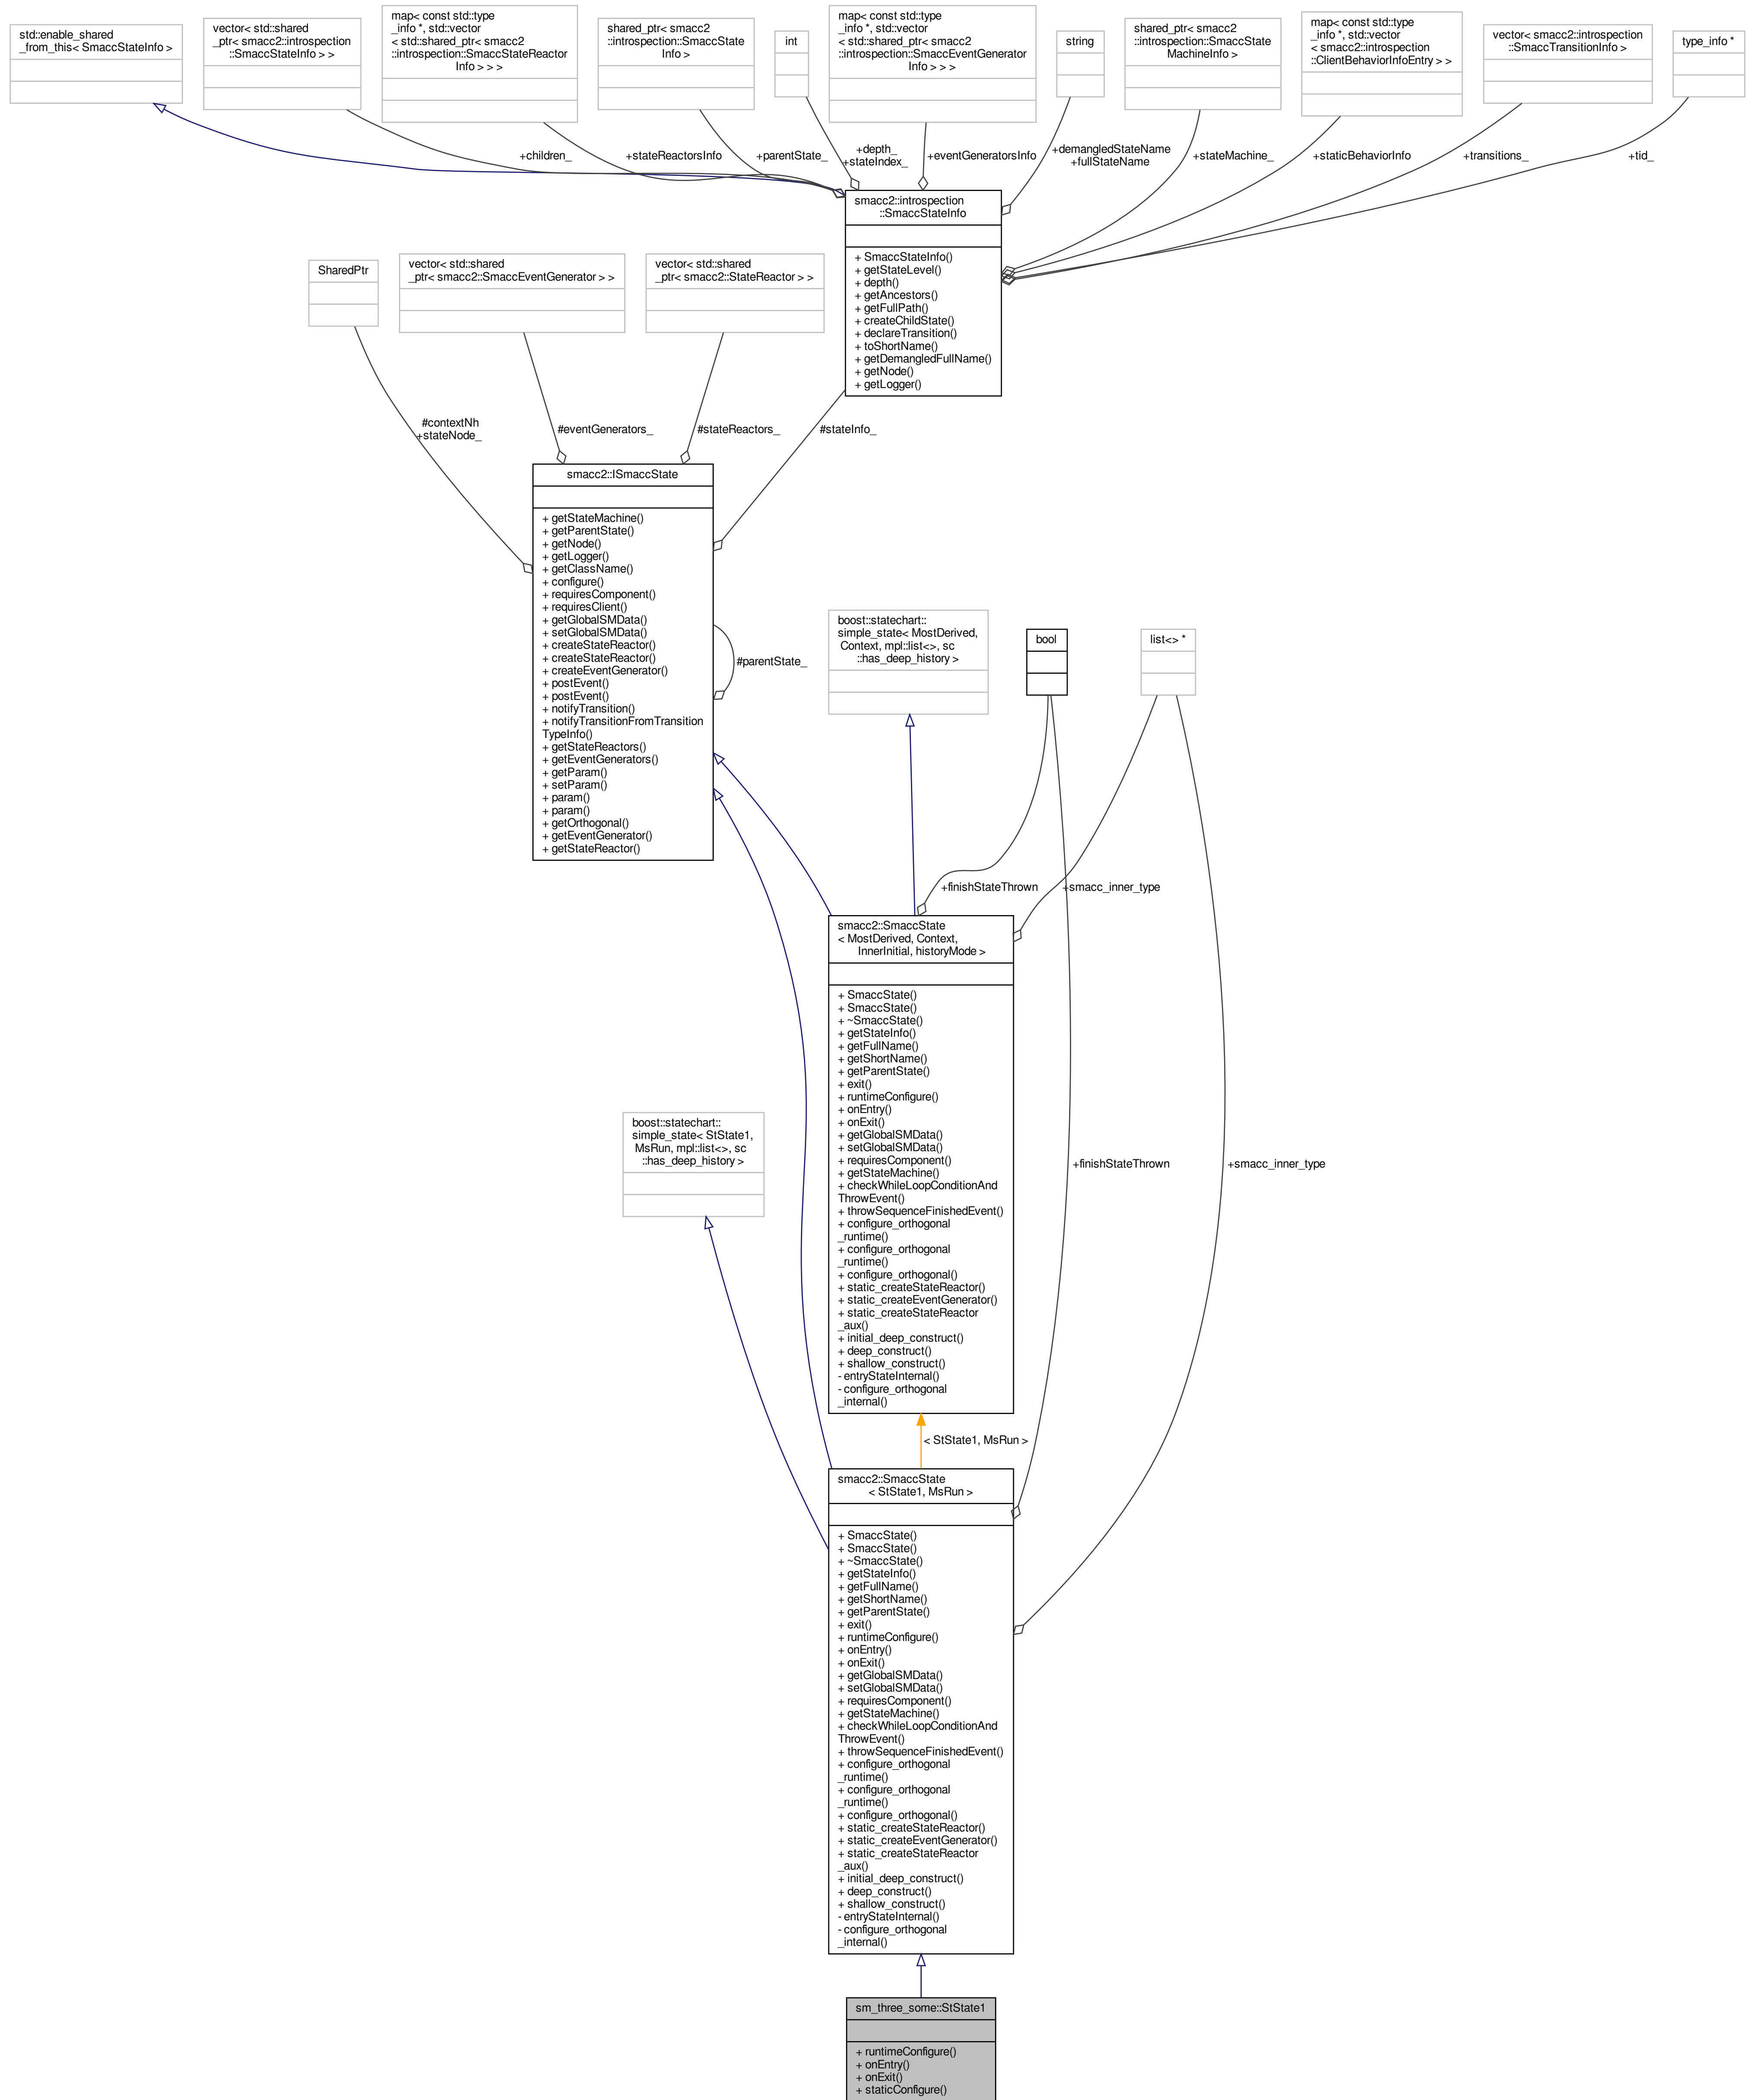 std::enable_shared
_from_this< SmaccStateInfo >
vector< std::shared
_ptr< smacc2::introspection
::SmaccStateInfo > >
map< const std::type
_info *, std::vector
< std::shared_ptr< smacc2
::introspection::SmaccStateReactor
Info > > >
shared_ptr< smacc2
::introspection::SmaccState
Info >
int
map< const std::type
_info *, std::vector
< std::shared_ptr< smacc2
::introspection::SmaccEventGenerator
Info > > >
string
shared_ptr< smacc2
::introspection::SmaccState
MachineInfo >
map< const std::type
_info *, std::vector
< smacc2::introspection
::ClientBehaviorInfoEntry > >
vector< smacc2::introspection
::SmaccTransitionInfo >
type_info *
+children_
+stateReactorsInfo
+parentState_
+depth_
+stateIndex_
+eventGeneratorsInfo
+demangledStateName
+fullStateName
+stateMachine_
+staticBehaviorInfo
+transitions_
+tid_
smacc2::introspection
::SmaccStateInfo
+ SmaccStateInfo()
+ getStateLevel()
+ depth()
+ getAncestors()
+ getFullPath()
+ createChildState()
+ declareTransition()
+ toShortName()
+ getDemangledFullName()
+ getNode()
+ getLogger()
SharedPtr
vector< std::shared
_ptr< smacc2::SmaccEventGenerator > >
vector< std::shared
_ptr< smacc2::StateReactor > >
#contextNh
+stateNode_
#eventGenerators_
#stateReactors_
#stateInfo_
smacc2::ISmaccState
+ getStateMachine()
+ getParentState()
+ getNode()
+ getLogger()
+ getClassName()
+ configure()
+ requiresComponent()
+ requiresClient()
+ getGlobalSMData()
+ setGlobalSMData()
+ createStateReactor()
+ createStateReactor()
+ createEventGenerator()
+ postEvent()
+ postEvent()
+ notifyTransition()
+ notifyTransitionFromTransition
TypeInfo()
+ getStateReactors()
+ getEventGenerators()
+ getParam()
+ setParam()
+ param()
+ param()
+ getOrthogonal()
+ getEventGenerator()
+ getStateReactor()
#parentState_
boost::statechart::
simple_state< MostDerived,
Context, mpl::list<>, sc
::has_deep_history >
bool
list<> *
+finishStateThrown
+smacc_inner_type
smacc2::SmaccState
< MostDerived, Context,
InnerInitial, historyMode >
+ SmaccState()
+ SmaccState()
+ ~SmaccState()
+ getStateInfo()
+ getFullName()
+ getShortName()
+ getParentState()
+ exit()
+ runtimeConfigure()
+ onEntry()
+ onExit()
+ getGlobalSMData()
+ setGlobalSMData()
+ requiresComponent()
+ getStateMachine()
+ checkWhileLoopConditionAnd
ThrowEvent()
+ throwSequenceFinishedEvent()
+ configure_orthogonal
_runtime()
+ configure_orthogonal
_runtime()
+ configure_orthogonal()
+ static_createStateReactor()
+ static_createEventGenerator()
+ static_createStateReactor
_aux()
+ initial_deep_construct()
+ deep_construct()
+ shallow_construct()
- entryStateInternal()
- configure_orthogonal
_internal()
boost::statechart::
simple_state< StState1,
MsRun, mpl::list<>, sc
::has_deep_history >
+finishStateThrown
+smacc_inner_type
< StState1, MsRun >
smacc2::SmaccState
< StState1, MsRun >
+ SmaccState()
+ SmaccState()
+ ~SmaccState()
+ getStateInfo()
+ getFullName()
+ getShortName()
+ getParentState()
+ exit()
+ runtimeConfigure()
+ onEntry()
+ onExit()
+ getGlobalSMData()
+ setGlobalSMData()
+ requiresComponent()
+ getStateMachine()
+ checkWhileLoopConditionAnd
ThrowEvent()
+ throwSequenceFinishedEvent()
+ configure_orthogonal
_runtime()
+ configure_orthogonal
_runtime()
+ configure_orthogonal()
+ static_createStateReactor()
+ static_createEventGenerator()
+ static_createStateReactor
_aux()
+ initial_deep_construct()
+ deep_construct()
+ shallow_construct()
- entryStateInternal()
- configure_orthogonal
_internal()
sm_three_some::StState1
+ runtimeConfigure()
+ onEntry()
+ onExit()
+ staticConfigure()